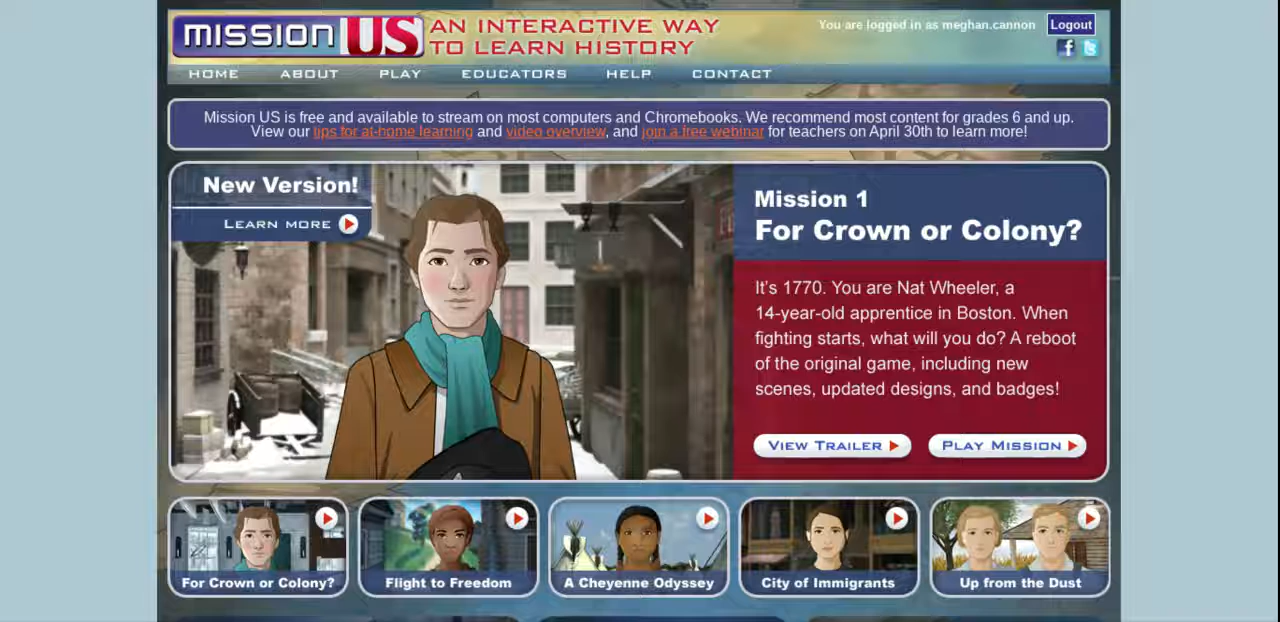 mission US
AN INTERACTIVE WAY
TO LEARN HISTORY
You are logged in as meghan.cannon
Logout
HOME
ABOUT
PLAY
EDUCATORS
HELP
CONTACT
Mission US is free and available to stream on most computers and Chromebooks. We recommend most content for grades 6 and up.
View our tips for at-home learning and video overview, and join a free webinar for teachers on April 30th to learn more!
New Version!
LEARN MORE
Mission 1
For Crown or Colony?
It's 1770. You are Nat Wheeler, a
14-year-old apprentice in Boston. When
fighting starts, what will you do? A reboot
of the original game, including new
scenes, updated designs, and badges!
VIEW TRAILER
PLAY MISSION
For Crown or Colony?
Flight to Freedom
A Cheyenne Odyssey
City of Immigrants
Up from the Dust